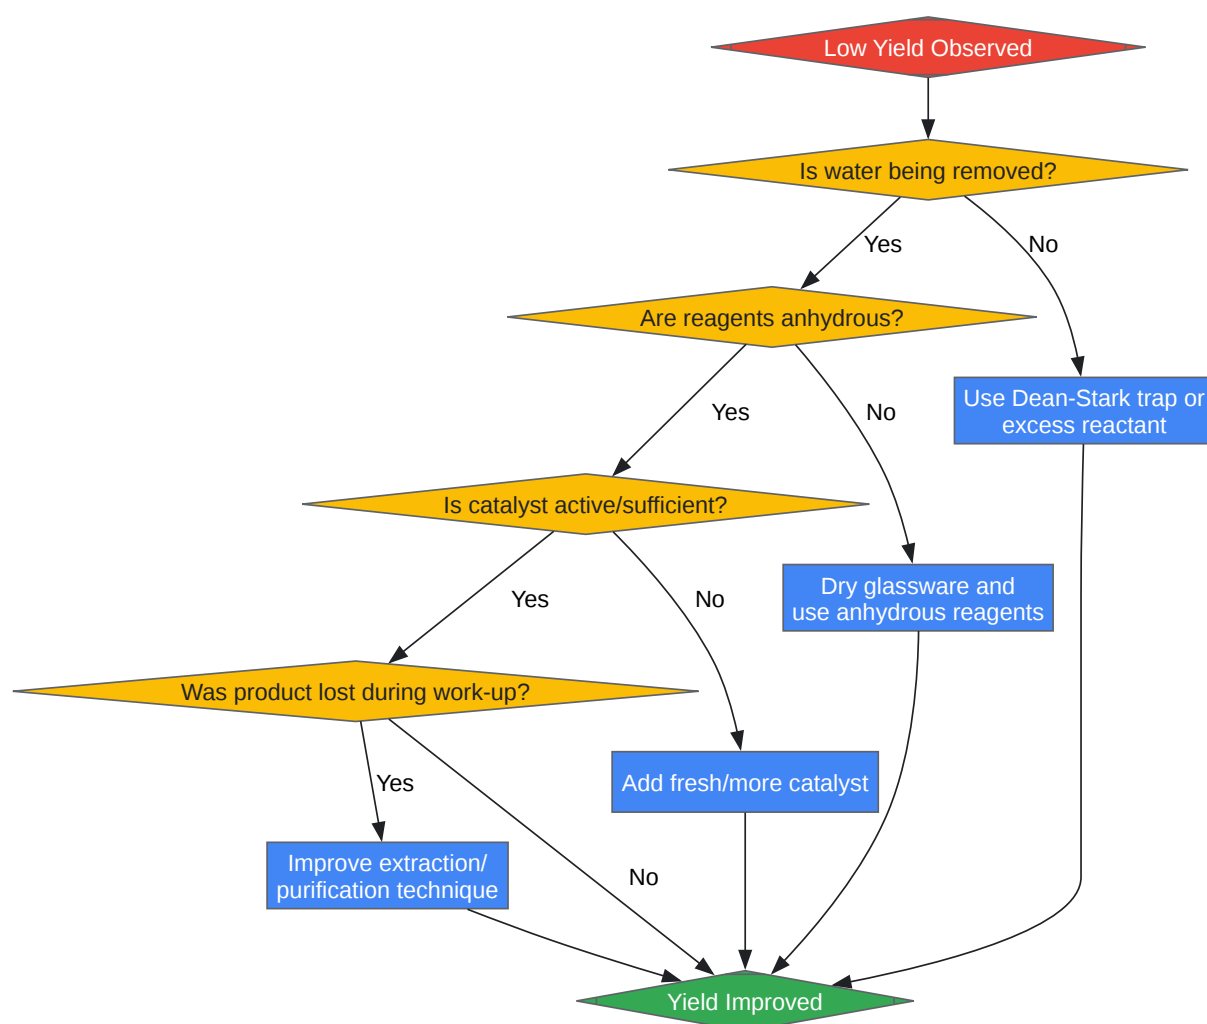 Low Yield Observed
Is water being removed?
Yes
No
Are reagents anhydrous?
Yes
No
Use Dean-Stark trap or
excess reactant
Is catalyst active/sufficient?
Yes
No
Dry glassware and
use anhydrous reagents
Was product lost during work-up?
Yes
No
Add fresh/more catalyst
Improve extraction/
purification technique
Yield Improved